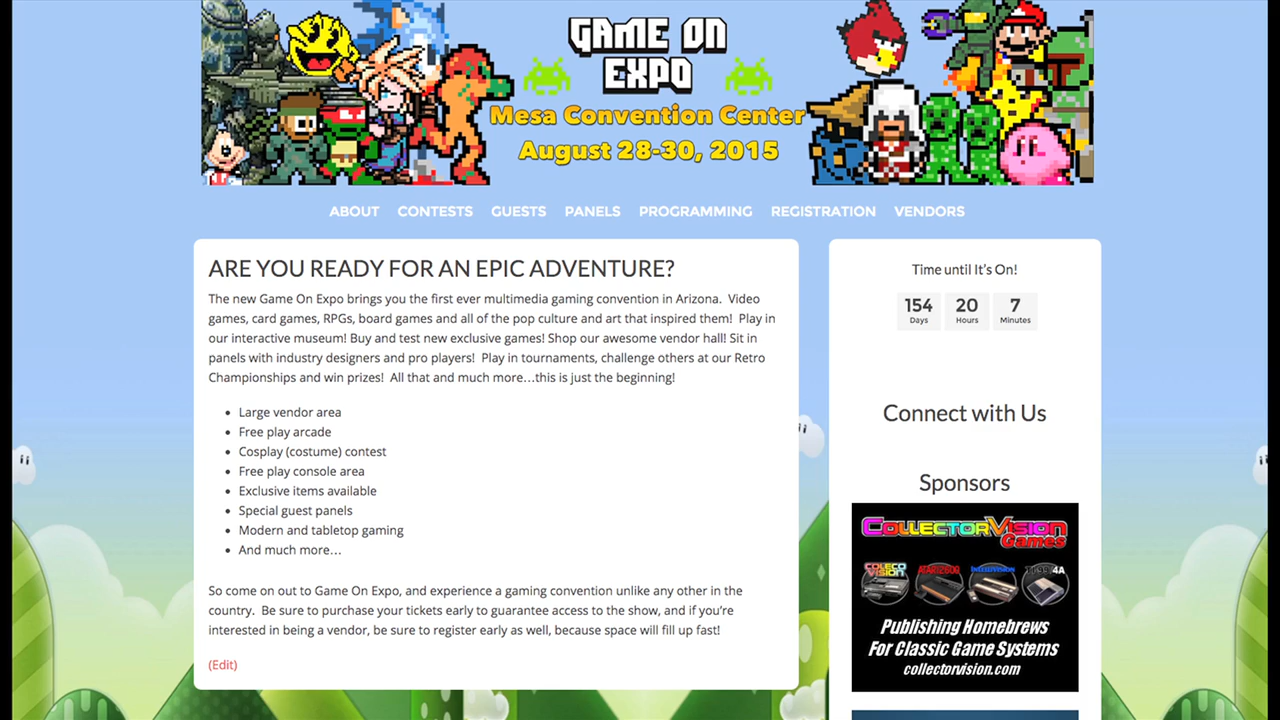 GAME ON
EXPO
Mesa Convention Center
August 28-30, 2015
ABOUT CONTESTS GUESTS PANELS PROGRAMMING REGISTRATION VENDORS
ARE YOU READY FOR AN EPIC ADVENTURE?
The new Game On Expo brings you the first ever multimedia gaming convention in Arizona. Video
games, card games, RPGs, board games and all of the pop culture and art that inspired them! Play in
our interactive museum! Buy and test new exclusive games! Shop our awesome vendor hall! Sit in
panels with industry designers and pro players! Play in tournaments, challenge others at our Retro
Championships and win prizes! All that and much more…this is just the beginning!
• Large vendor area
• Free play arcade
• Cosplay (costume) contest
• Free play console area
• Exclusive items available
• Special guest panels
• Modern and tabletop gaming
• And much more…
So come on out to Game On Expo, and experience a gaming convention unlike any other in the
country. Be sure to purchase your tickets early to guarantee access to the show, and if you're
interested in being a vendor, be sure to register early as well, because space will fill up fast!
(Edit)
Time until It's On!
154 20 7
Days Hours Minutes
Connect with Us
Sponsors
COLLECTORVISION
Games
COLECO VISION ATARI2600 INTELLIVISION
Publishing Homebrews
For Classic Game Systems
collectorvision.com